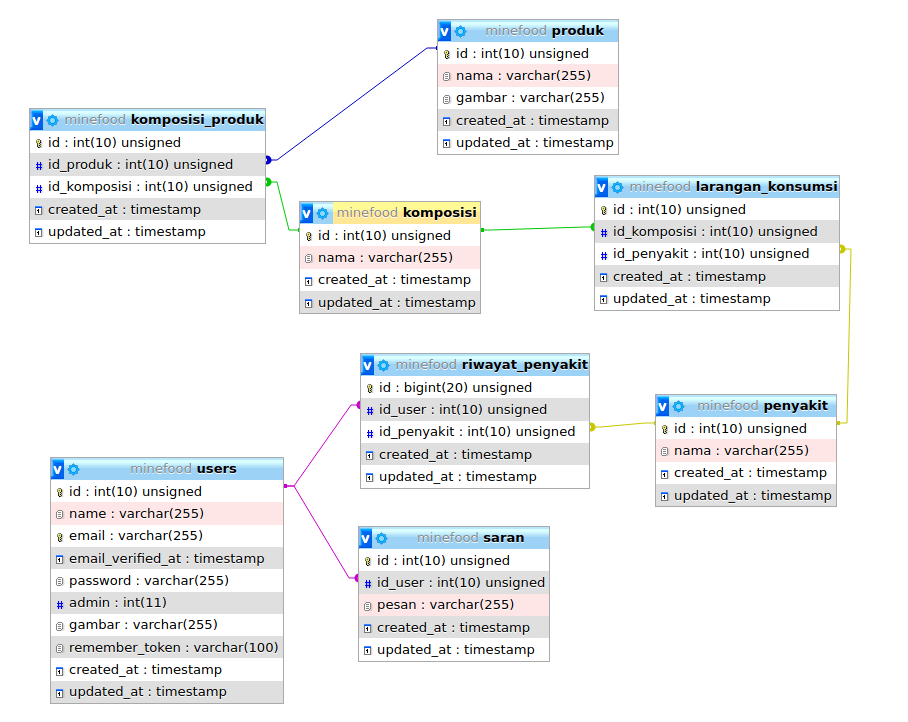 minefood produk
id : int(10) unsigned
nama : varchar(255)
gambar : varchar(255)
created_at : timestamp
updated_at : timestamp
minefood komposisi_produk
id : int(10) unsigned
id_produk : int(10) unsigned
id_komposisi : int(10) unsigned
created_at : timestamp
updated_at : timestamp
minefood komposisi
id : int(10) unsigned
nama : varchar(255)
created_at : timestamp
updated_at : timestamp
minefood larangan_konsumsi
id : int(10) unsigned
id_komposisi : int(10) unsigned
id_penyakit : int(10) unsigned
created_at : timestamp
updated_at : timestamp
minefood riwayat_penyakit
id : bigint(20) unsigned
id_user : int(10) unsigned
id_penyakit : int(10) unsigned
created_at : timestamp
updated_at : timestamp
minefood penyakit
id : int(10) unsigned
nama : varchar(255)
created_at : timestamp
updated_at : timestamp
minefood users
id : int(10) unsigned
name : varchar(255)
email : varchar(255)
email_verified_at : timestamp
password : varchar(255)
admin : int(11)
gambar : varchar(255)
remember_token : varchar(100)
created_at : timestamp
updated_at : timestamp
minefood saran
id : int(10) unsigned
id_user : int(10) unsigned
pesan : varchar(255)
created_at : timestamp
updated_at : timestamp